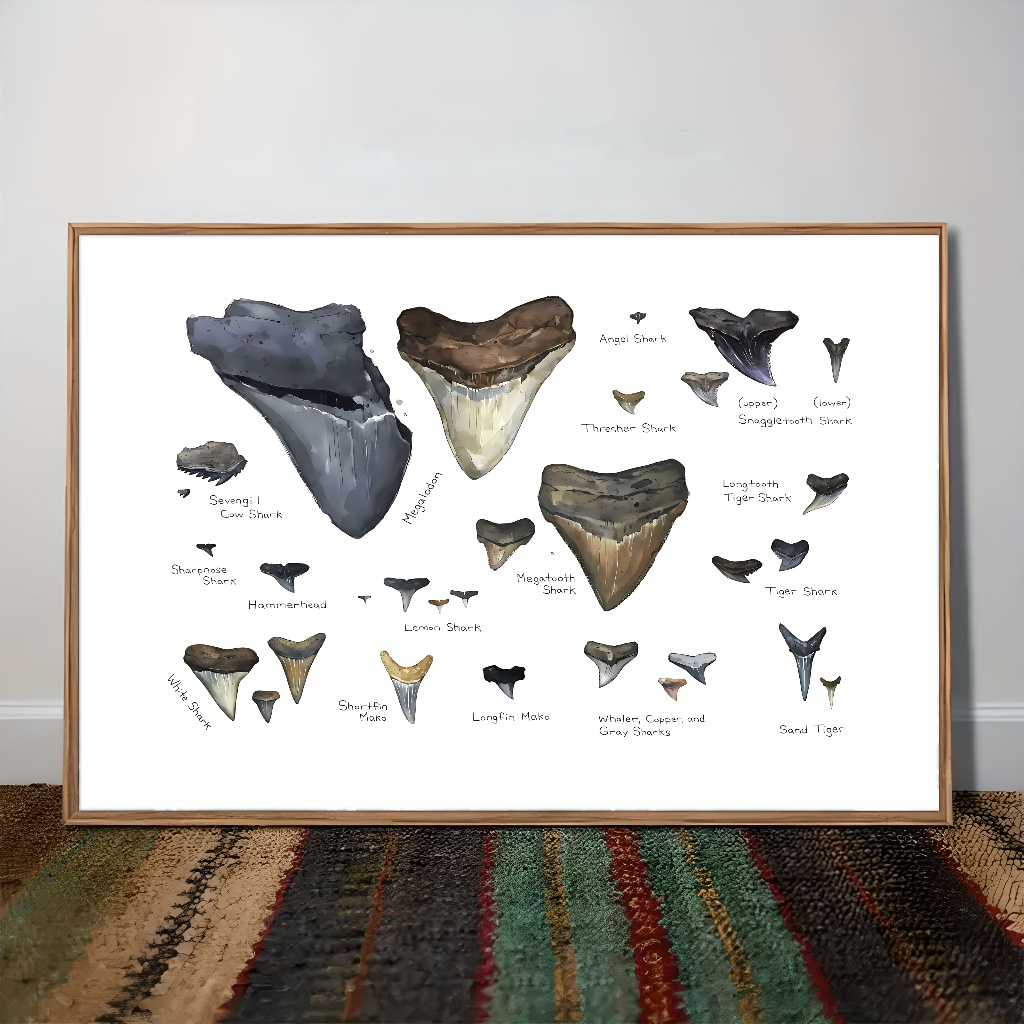 Angel Shark
Thresher Shark
(upper) (lower)
Snaggletooth Shark
Megalodon
Sevengill
Cow Shark
Longtooth
Tiger Shark
Sharpnose
Shark
Hammerhead
Megatooth
Shark
Tiger Shark
Lemon Shark
White Shark
Shortfin
Mako
Longfin Mako
Whaler, Copper, and
Gray Sharks
Sand Tiger